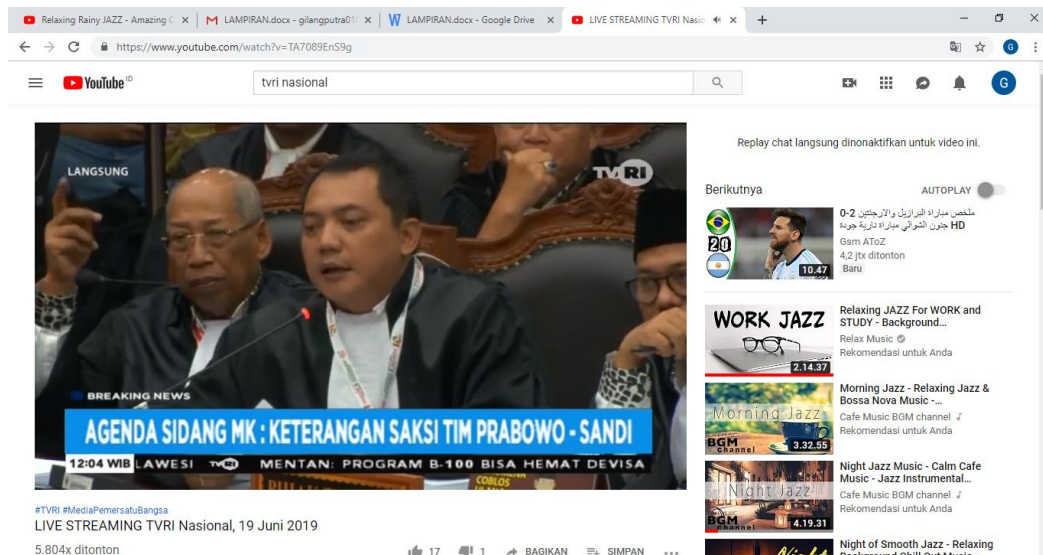 Relaxing Rainy JAZZ - Amazing C
LAMPIRAN.docx - gilangputra01
LAMPIRAN.docx - Google Drive
LIVE STREAMING TVRI Nasio
https://www.youtube.com/watch?v=TA7089EnS9g
G
YouTube ID
tvri nasional
G
LANGSUNG
TVRI
BREAKING NEWS
AGENDA SIDANG MK : KETERANGAN SAKSI TIM PRABOWO - SANDI
12:04 WIB LAWESI TVRI MENTAN: PROGRAM B-100 BISA HEMAT DEVISA
COBLOS
#TVRI #MediaPemersatuBangsa
LIVE STREAMING TVRI Nasional, 19 Juni 2019
5.804x ditonton
17 1 BAGIKAN SIMPAN
Replay chat langsung dinonaktifkan untuk video ini.
Berikutnya AUTOPLAY
20
10.47
ملخص مباراة البرازيل والارجنتين 2-0
جنون الشوالي مباراة نارية جودة HD
Gsm AToZ
4,2 jtx ditonton
Baru
WORK JAZZ
2.14.37
Relaxing JAZZ For WORK and
STUDY - Background...
Relax Music
Rekomendasi untuk Anda
Morning Jazz
BGM
channel
3.32.55
Morning Jazz - Relaxing Jazz &
Bossa Nova Music -...
Cafe Music BGM channel
Rekomendasi untuk Anda
Night Jazz
BGM
channel
4.19.31
Night Jazz Music - Calm Cafe
Music - Jazz Instrumental...
Cafe Music BGM channel
Rekomendasi untuk Anda
Night
Night of Smooth Jazz - Relaxing
Background Chill Out Music